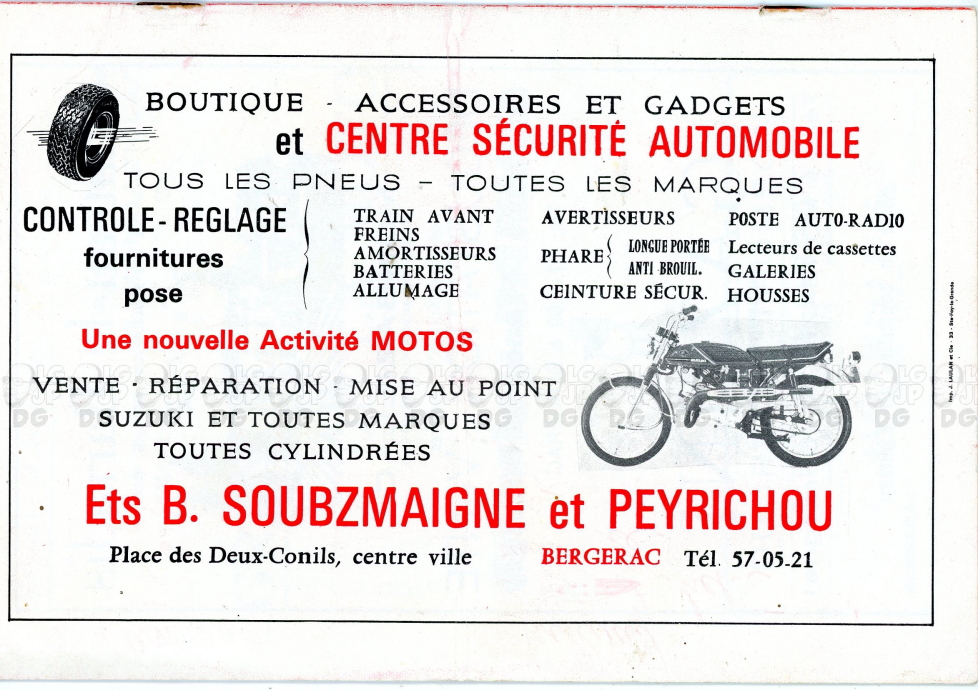 BOUTIQUE - ACCESSOIRES ET GADGETS
et CENTRE SÉCURITÉ AUTOMOBILE
TOUS LES PNEUS - TOUTES LES MARQUES
CONTROLE - REGLAGE
fournitures
pose
TRAIN AVANT
FREINS
AMORTISSEURS
BATTERIES
ALLUMAGE
AVERTISSEURS
PHARE { LONGUE PORTÉE
ANTI BROUIL.
CEINTURE SÉCUR.
POSTE AUTO-RADIO
Lecteurs de cassettes
GALERIES
HOUSSES
Une nouvelle Activité MOTOS
VENTE - RÉPARATION - MISE AU POINT
SUZUKI ET TOUTES MARQUES
TOUTES CYLINDRÉES
Ets B. SOUBZMAIGNE et PEYRICHOU
Place des Deux-Conils, centre ville BERGERAC Tél. 57-05-21